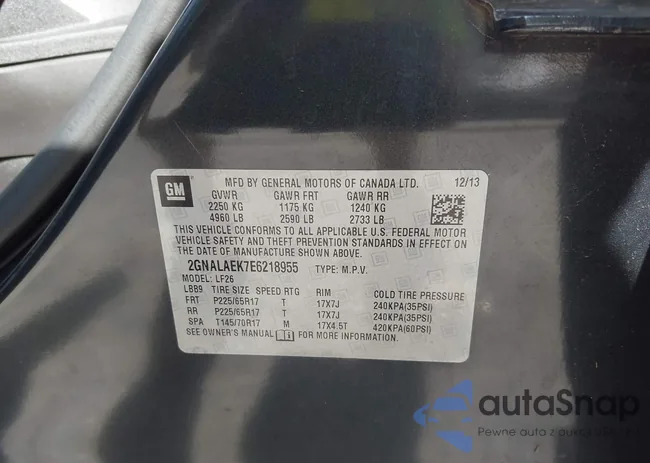 GM
MFD BY GENERAL MOTORS OF CANADA LTD. 12/13
GVWR GAWR FRT GAWR RR
2250 KG 1175 KG 1240 KG
4960 LB 2590 LB 2733 LB
THIS VEHICLE CONFORMS TO ALL APPLICABLE U.S. FEDERAL MOTOR
VEHICLE SAFETY AND THEFT PREVENTION STANDARDS IN EFFECT ON
THE DATE OF MANUFACTURE SHOWN ABOVE.
2GNALAEK7E6218955 TYPE: M.P.V.
MODEL: LF26
LBB9 TIRE SIZE SPEED RTG RIM COLD TIRE PRESSURE
FRT P225/65R17 T 17X7J 240KPA(35PSI)
RR P225/65R17 T 17X7J 240KPA(35PSI)
SPA T145/70R17 M 17X4.5T 420KPA(60PSI)
SEE OWNER'S MANUAL FOR MORE INFORMATION.
autoSnap
Pewne auto z